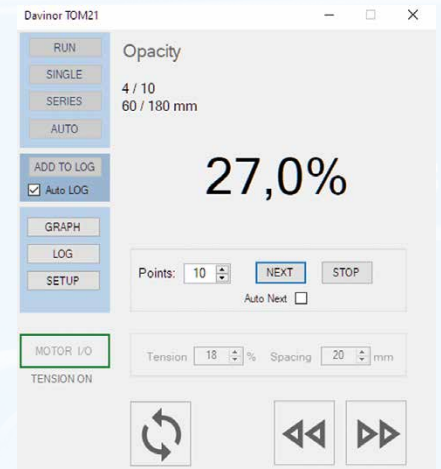 Davinor TOM21
RUN
SINGLE
SERIES
AUTO
ADD TO LOG
Auto LOG
GRAPH
LOG
SETUP
MOTOR I/O
TENSION ON
Opacity
4 / 10
60 / 180 mm
27,0%
Points: 10 NEXT STOP
Auto Next
Tension 18 % Spacing 20 mm